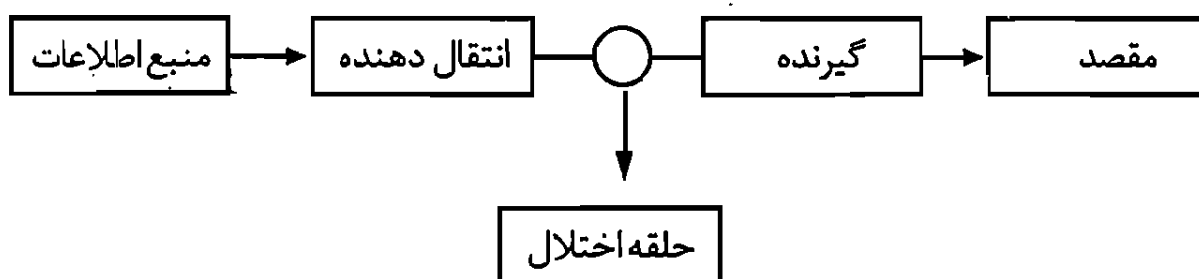 منبع اطلاعات
انتقال دهنده
گیرنده
مقصد
حلقه اختلال